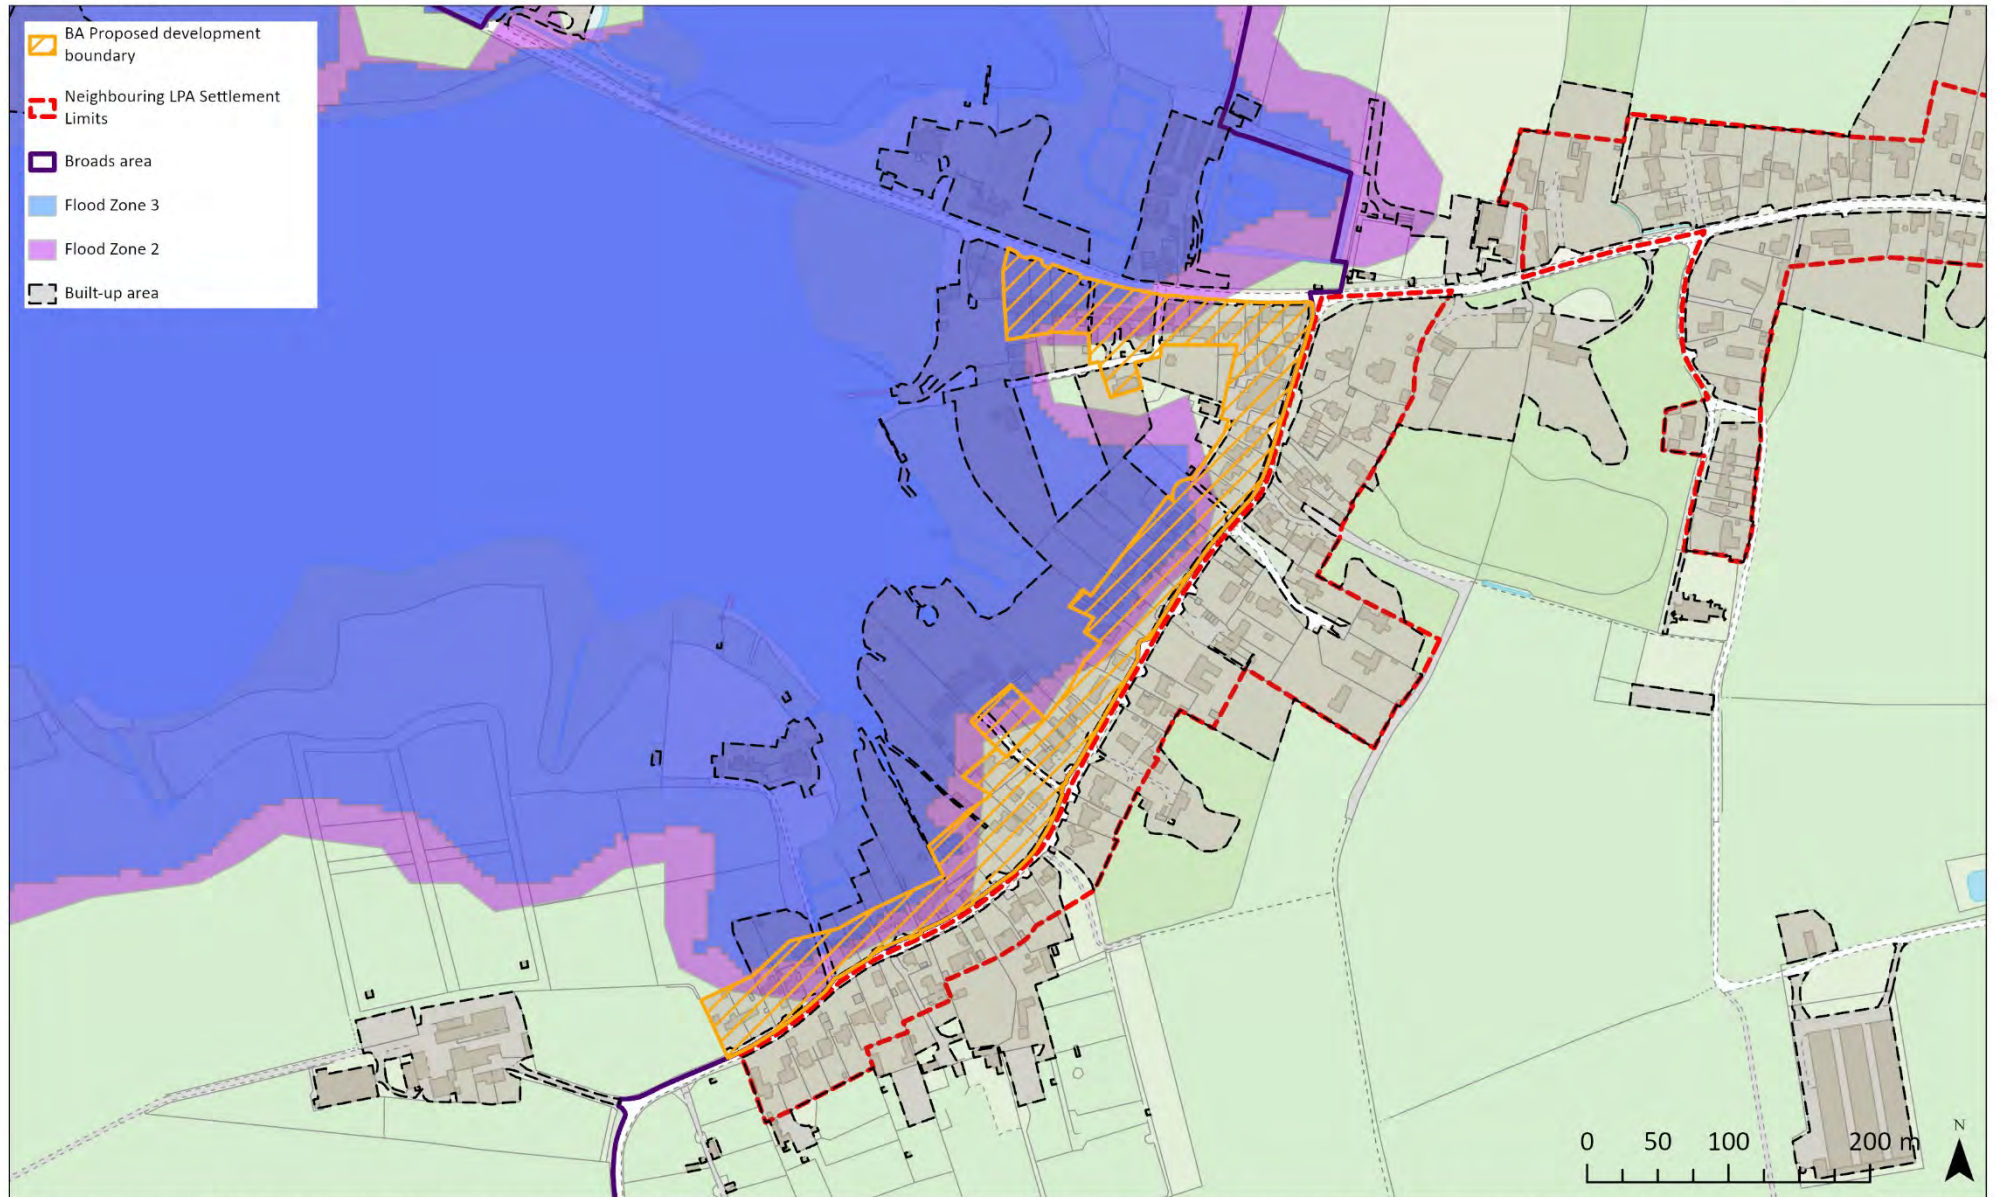 BA Proposed development
boundary
Neighbouring LPA Settlement
Limits
Broads area
Flood Zone 3
Flood Zone 2
Built-up area
0 50 100 200 m
N